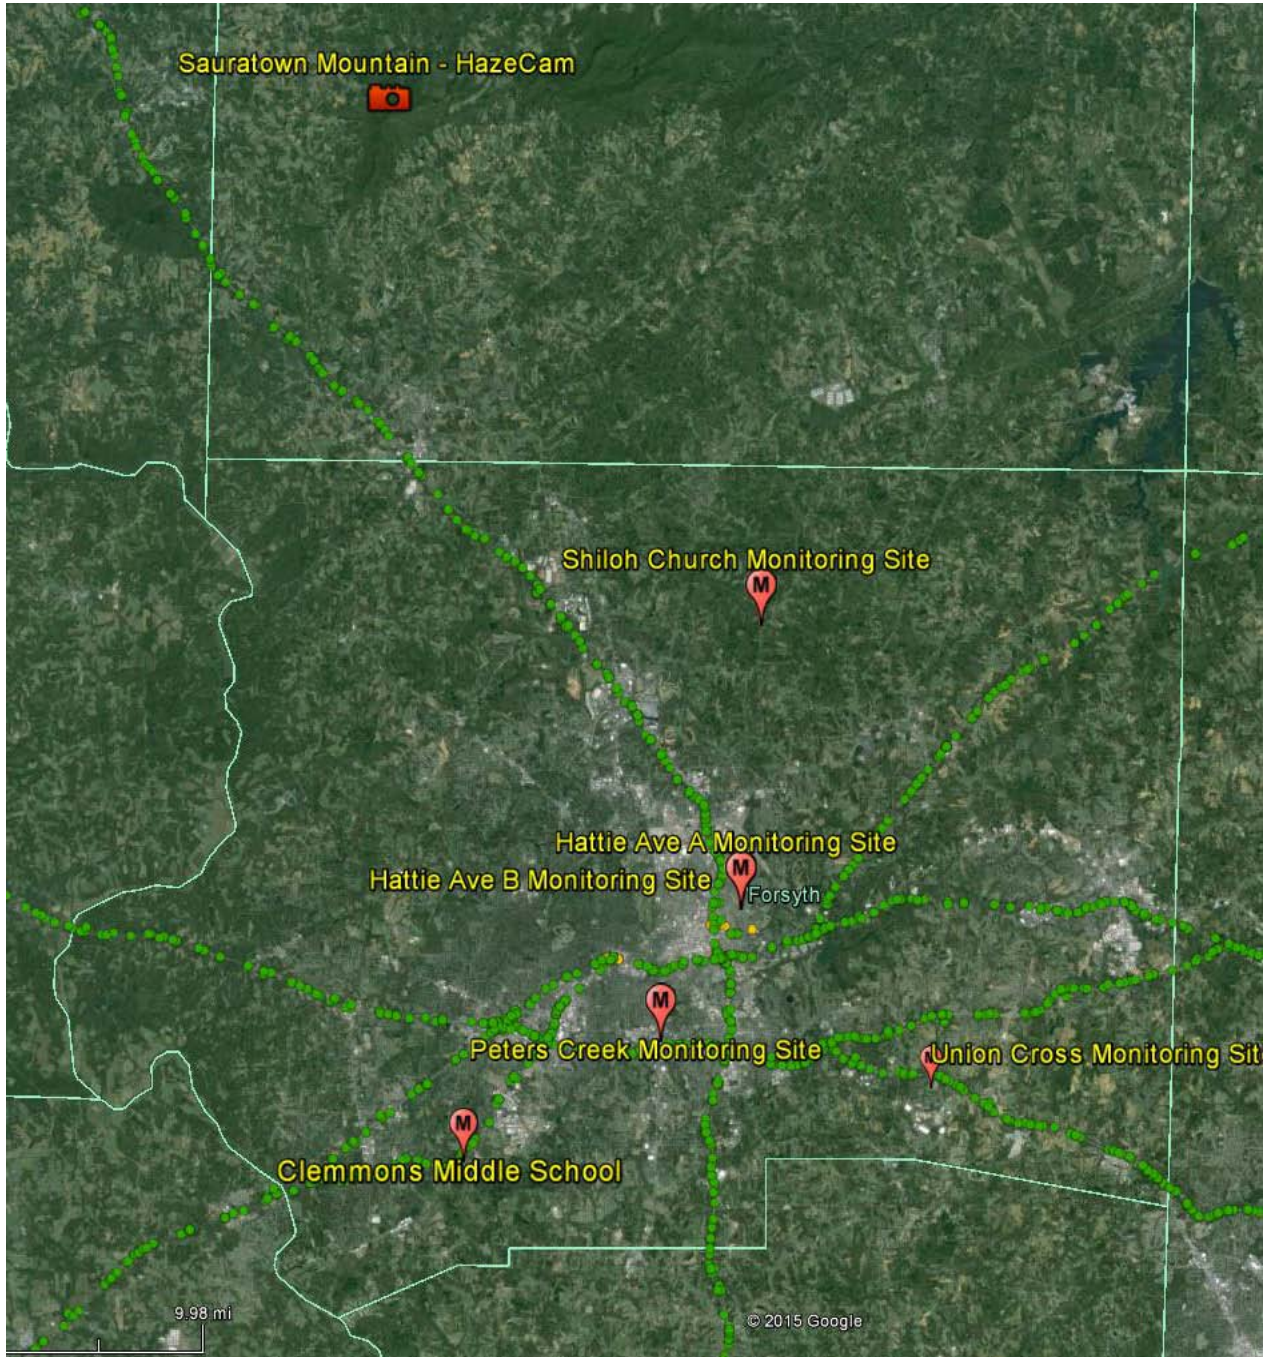 Sauratown Mountain - HazeCam
Shiloh Church Monitoring Site
M
Hattie Ave A Monitoring Site
M
Hattie Ave B Monitoring Site
Forsyth
M
Peters Creek Monitoring Site
Union Cross Monitoring Site
M
M
Clemmons Middle School
9.98 mi
© 2015 Google